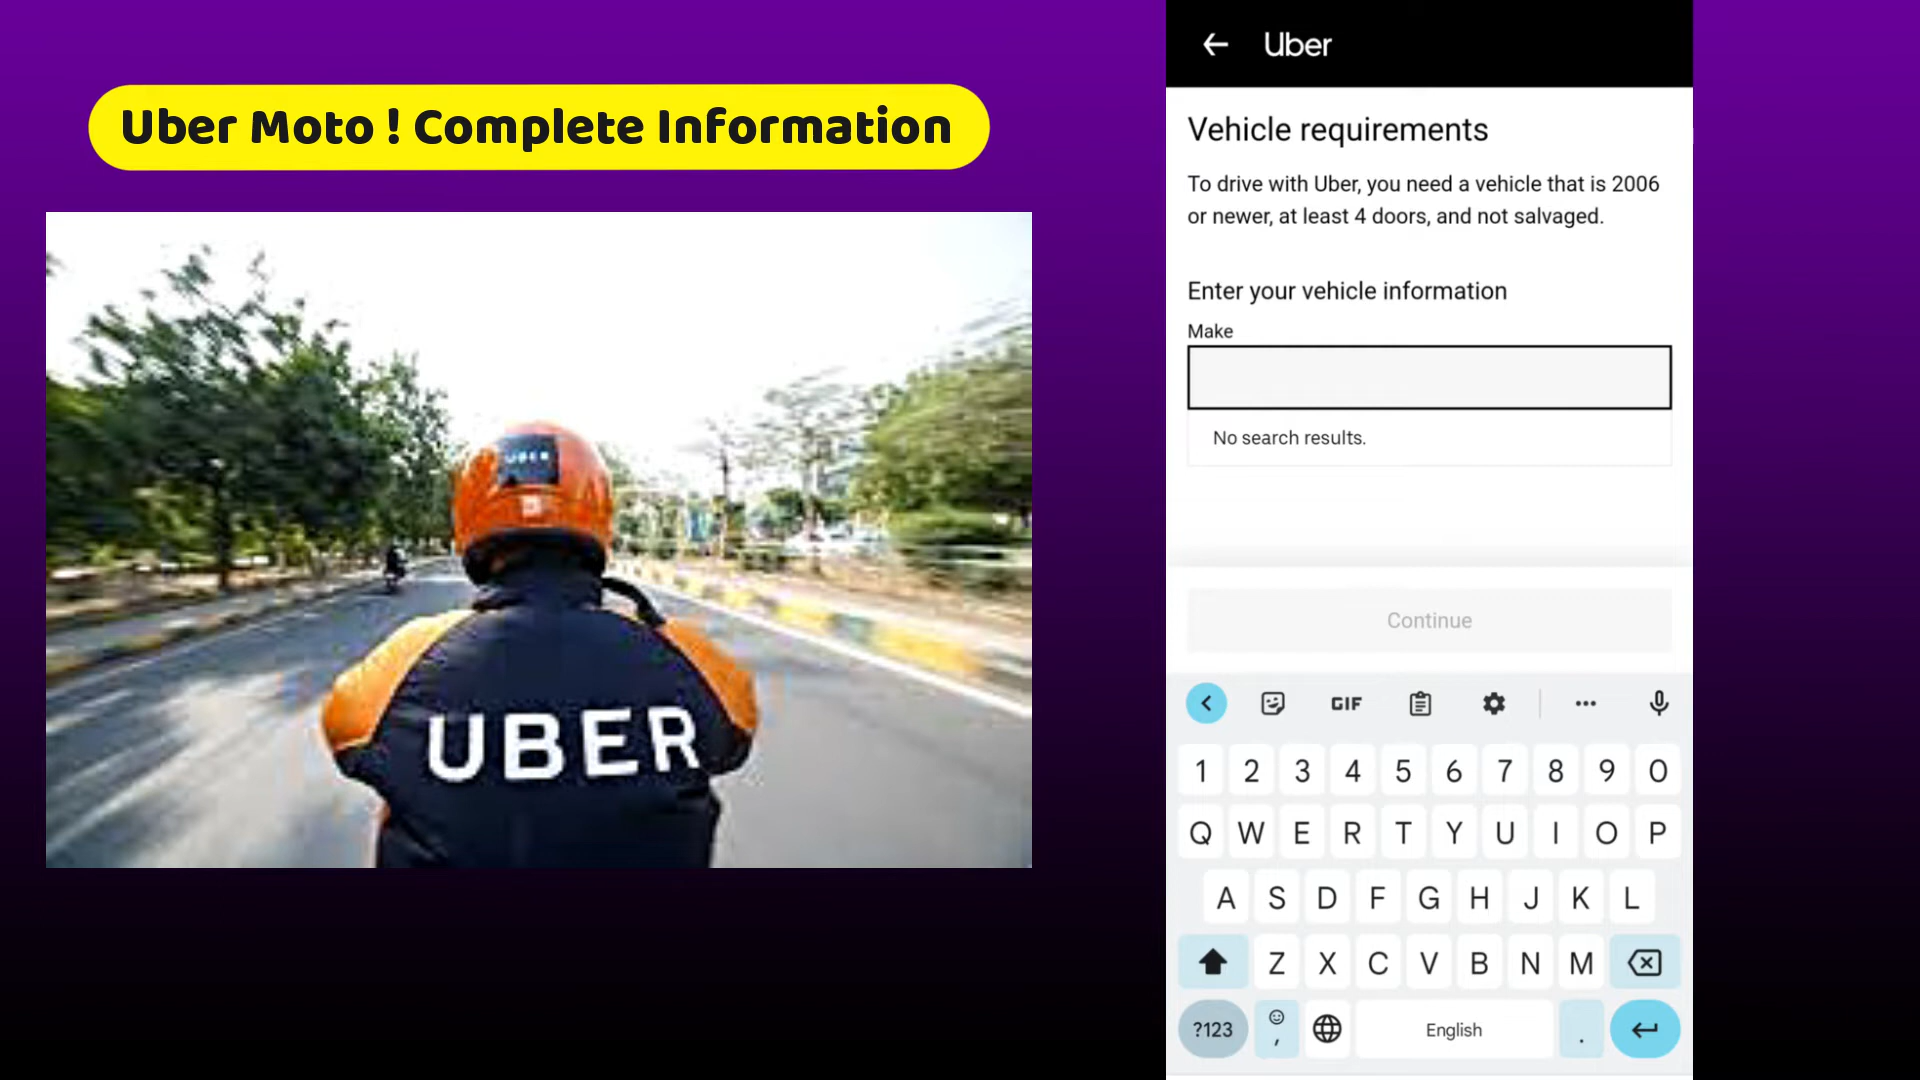 Uber Moto ! Complete Information
UBER
UBER
Uber
Vehicle requirements
To drive with Uber, you need a vehicle that is 2006
or newer, at least 4 doors, and not salvaged.
Enter your vehicle information
Make
No search results.
Continue
GIF
1 2 3 4 5 6 7 8 9 0
Q W E R T Y U I O P
A S D F G H J K L
Z X C V B N M
?123 , English .